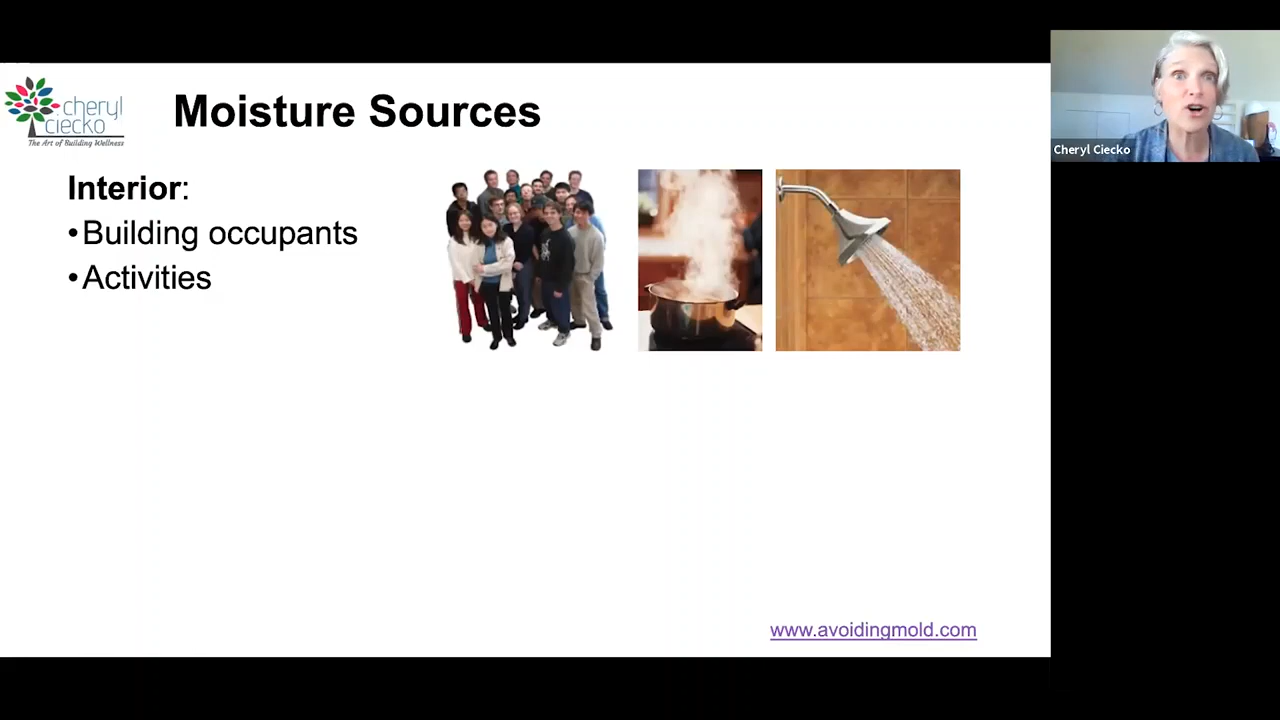 cheryl
ciecko
The Art of Building Wellness
Moisture Sources
Interior:
•Building occupants
•Activities
www.avoidingmold.com
Cheryl Ciecko